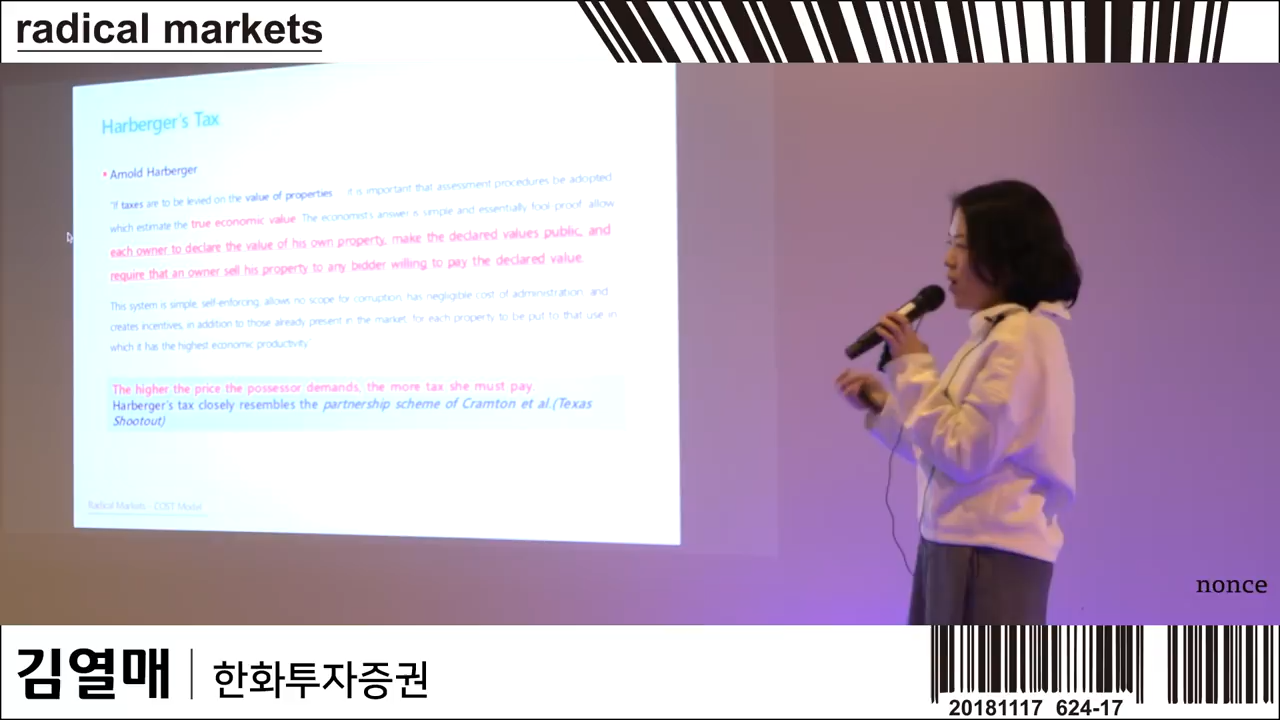 radical markets
Harberger's Tax
Arnold Harberger
"If taxes are to be levied on the value of properties it is important that assessment procedures be adopted
which estimate the true economic value. The economist's answer is simple and essentially fool proof: allow
each owner to declare the value of his own property, make the declared values public, and
require that an owner sell his property to any bidder willing to pay the declared value.
This system is simple, self-enforcing, allows no scope for corruption, has negligible cost of administration, and
creates incentives, in addition to those already present in the market, for each property to be put to that use in
which it has the highest economic productivity"
The higher the price the possessor demands, the more tax she must pay.
Harberger's tax closely resembles the partnership scheme of Cramton et al.(Texas
Shootout)
Radical Markets - COST Model
nonce
김열매 | 한화투자증권
20181117 624-17